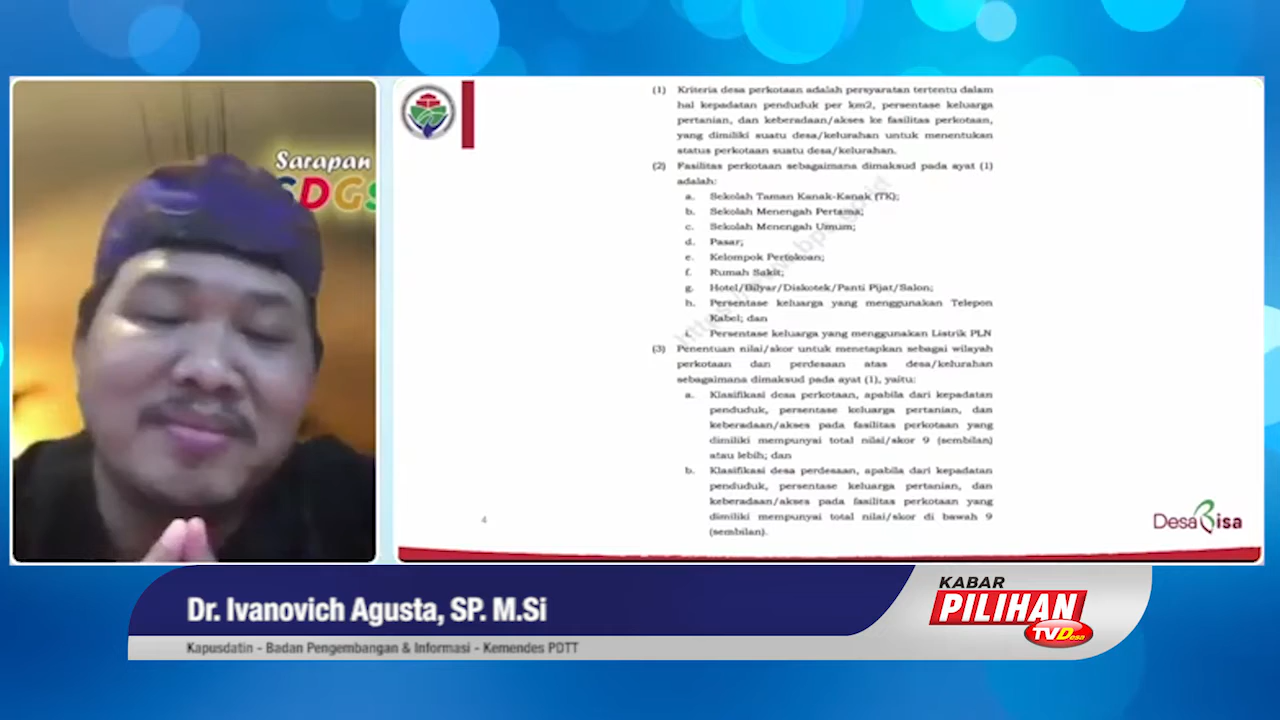 Sarapan
SDGs
(1) Kriteria desa perkotaan adalah persyaratan tertentu dalam
hal kepadatan penduduk per km2, persentase keluarga
pertanian, dan keberadaan/akses ke fasilitas perkotaan,
yang dimiliki suatu desa/kelurahan untuk menentukan
status perkotaan suatu desa/kelurahan.
(2) Fasilitas perkotaan sebagaimana dimaksud pada ayat (1)
adalah:
a. Sekolah Taman Kanak-Kanak (TK);
b. Sekolah Menengah Pertama;
c. Sekolah Menengah Umum;
d. Pasar;
e. Kelompok Pertokoan;
f. Rumah Sakit;
g. Hotel/Bilyar/Diskotek/Panti Pijat/Salon;
h. Persentase keluarga yang menggunakan Telepon
Kabel; dan
i. Persentase keluarga yang menggunakan Listrik PLN
(3) Penentuan nilai/skor untuk menetapkan sebagai wilayah
perkotaan dan perdesaan atas desa/kelurahan
sebagaimana dimaksud pada ayat (1), yaitu:
a. Klasifikasi desa perkotaan, apabila dari kepadatan
penduduk, persentase keluarga pertanian, dan
keberadaan/akses pada fasilitas perkotaan yang
dimiliki mempunyai total nilai/skor 9 (sembilan)
atau lebih; dan
b. Klasifikasi desa perdesaan, apabila dari kepadatan
penduduk, persentase keluarga pertanian, dan
keberadaan/akses pada fasilitas perkotaan yang
dimiliki mempunyai total nilai/skor di bawah 9
(sembilan).
4
Desa Bisa
Dr. Ivanovich Agusta, SP. M.Si
Kapusdatin - Badan Pengembangan & Informasi - Kemendes PDTT
KABAR
PILIHAN
TVDesa